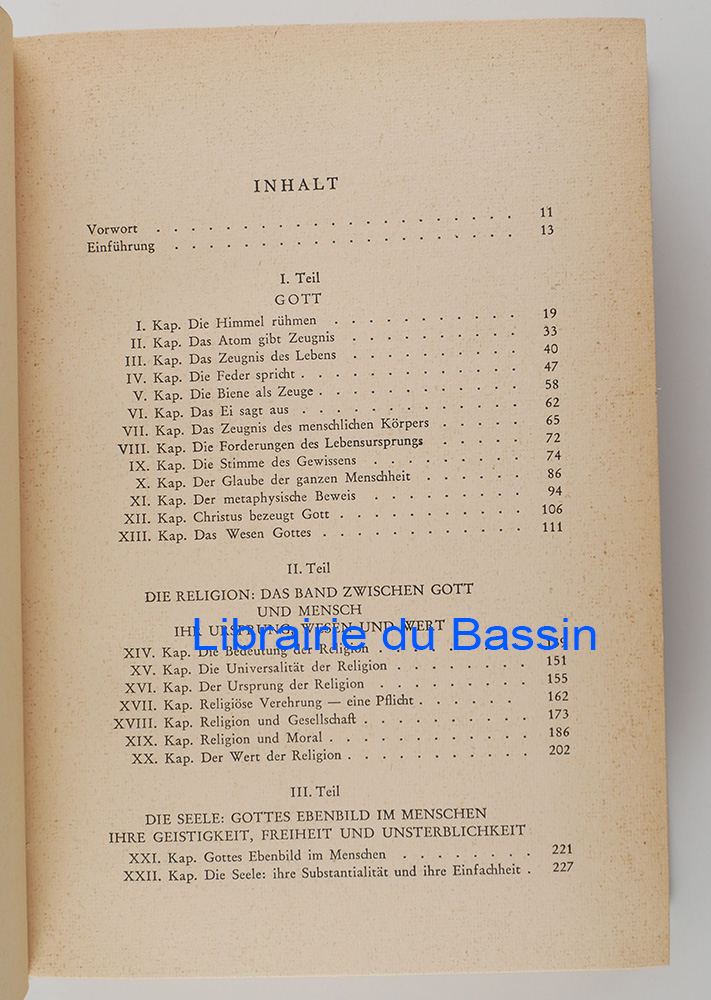 INHALT
Vorwort . . . . . . . . . . . . . . . . . . . . 11
Einführung . . . . . . . . . . . . . . . . . . . 13
I. Teil
GOTT
I. Kap. Die Himmel rühmen . . . . . . . . . . 19
II. Kap. Das Atom gibt Zeugnis . . . . . . . . . 33
III. Kap. Das Zeugnis des Lebens . . . . . . . . . 40
IV. Kap. Die Feder spricht . . . . . . . . . . . 47
V. Kap. Die Biene als Zeuge . . . . . . . . . . 58
VI. Kap. Das Ei sagt aus . . . . . . . . . . . 62
VII. Kap. Das Zeugnis des menschlichen Körpers . . . . . 65
VIII. Kap. Die Forderungen des Lebensursprungs . . . . . 72
IX. Kap. Die Stimme des Gewissens . . . . . . . . 74
X. Kap. Der Glaube der ganzen Menschheit . . . . . . 86
XI. Kap. Der metaphysische Beweis . . . . . . . . 94
XII. Kap. Christus bezeugt Gott . . . . . . . . . 106
XIII. Kap. Das Wesen Gottes . . . . . . . . . . 111
II. Teil
DIE RELIGION: DAS BAND ZWISCHEN GOTT
UND MENSCH
IHR URSPRUNG, WESEN UND WERT
Librairie du Bassin
XIV. Kap. Die Bedeutung der Religion . . . . . . .
XV. Kap. Die Universalität der Religion . . . . . . 151
XVI. Kap. Der Ursprung der Religion . . . . . . . 155
XVII. Kap. Religiöse Verehrung — eine Pflicht . . . . . 162
XVIII. Kap. Religion und Gesellschaft . . . . . . . . 173
XIX. Kap. Religion und Moral . . . . . . . . . . 186
XX. Kap. Der Wert der Religion . . . . . . . . . 202
III. Teil
DIE SEELE: GOTTES EBENBILD IM MENSCHEN
IHRE GEISTIGKEIT, FREIHEIT UND UNSTERBLICHKEIT
XXI. Kap. Gottes Ebenbild im Menschen . . . . . . . 221
XXII. Kap. Die Seele: ihre Substantialität und ihre Einfachheit . 227